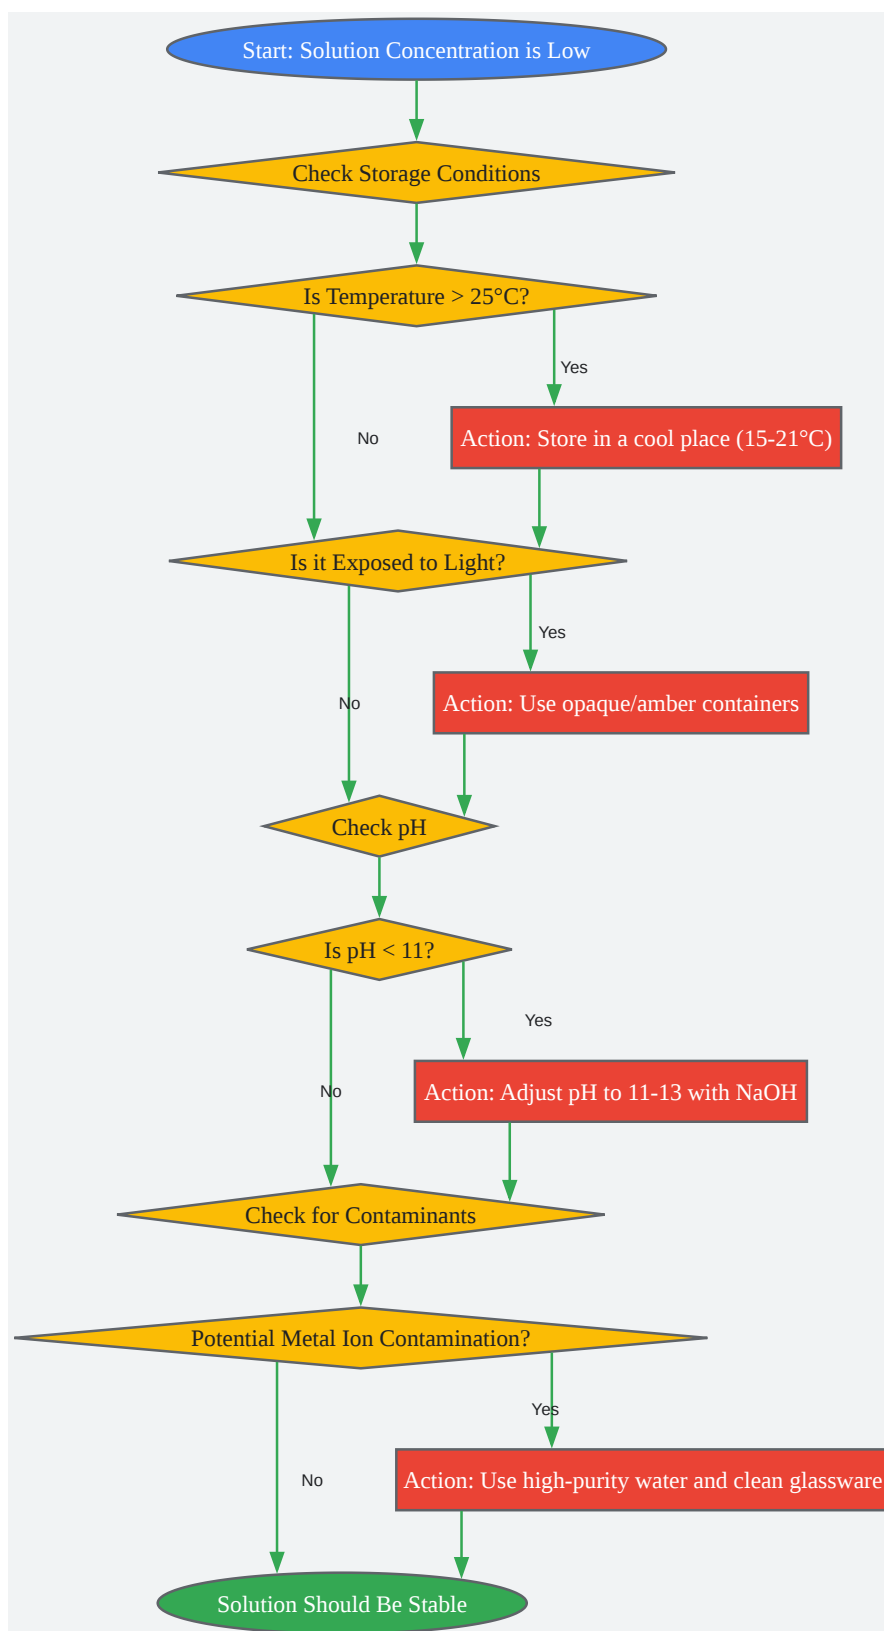 Start: Solution Concentration is Low
Check Storage Conditions
Is Temperature > 25°C?
Yes
No
Action: Store in a cool place (15-21°C)
Is it Exposed to Light?
Yes
No
Action: Use opaque/amber containers
Check pH
Is pH < 11?
Yes
No
Action: Adjust pH to 11-13 with NaOH
Check for Contaminants
Potential Metal Ion Contamination?
Yes
No
Action: Use high-purity water and clean glassware
Solution Should Be Stable